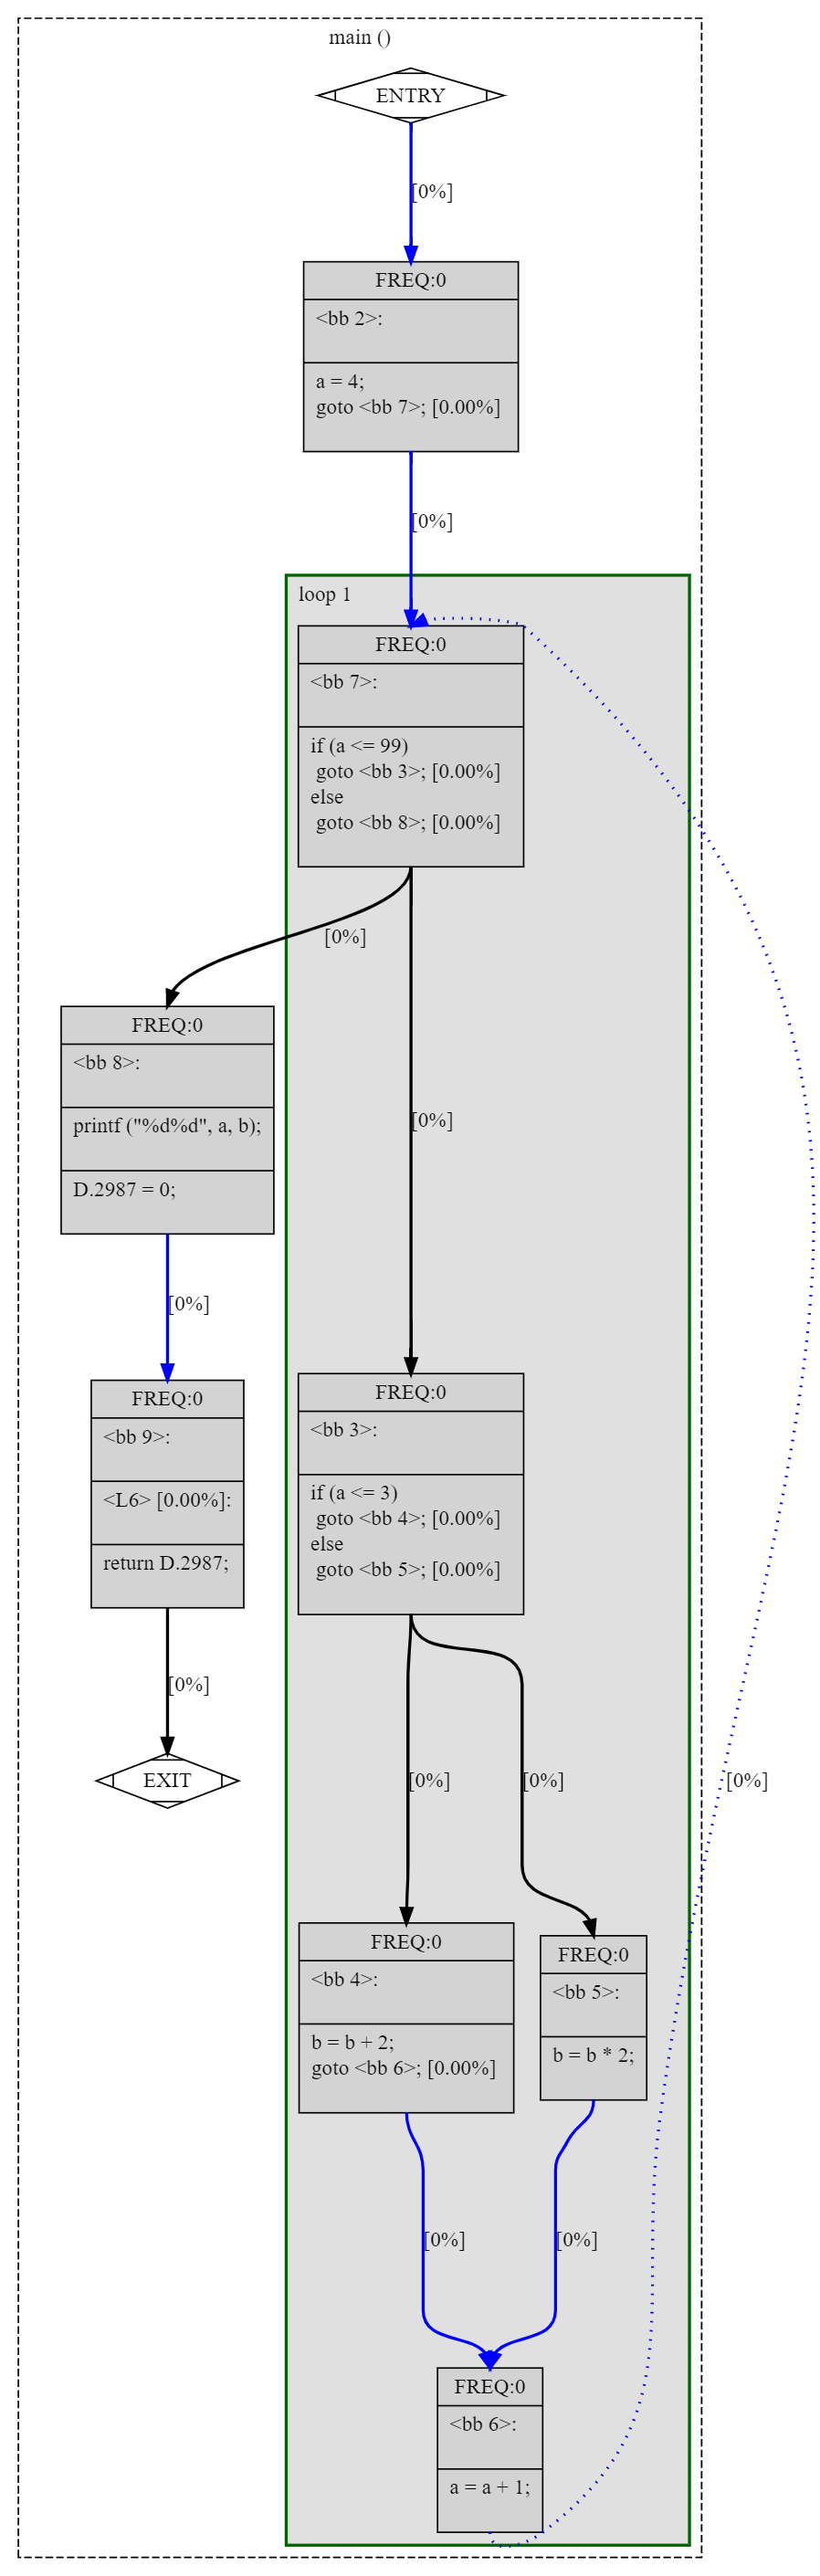 main ()
ENTRY
[0%]
FREQ:0
<bb 2>:
a = 4;
goto <bb 7>; [0.00%]
[0%]
loop 1
FREQ:0
<bb 7>:
if (a <= 99)
goto <bb 3>; [0.00%]
else
goto <bb 8>; [0.00%]
[0%]
FREQ:0
<bb 8>:
printf ("%d%d", a, b);
D.2987 = 0;
[0%]
[0%]
FREQ:0
<bb 9>:
<L6> [0.00%]:
return D.2987;
[0%]
EXIT
FREQ:0
<bb 3>:
if (a <= 3)
goto <bb 4>; [0.00%]
else
goto <bb 5>; [0.00%]
[0%]
[0%]
[0%]
FREQ:0
<bb 4>:
b = b + 2;
goto <bb 6>; [0.00%]
FREQ:0
<bb 5>:
b = b * 2;
[0%]
[0%]
FREQ:0
<bb 6>:
a = a + 1;